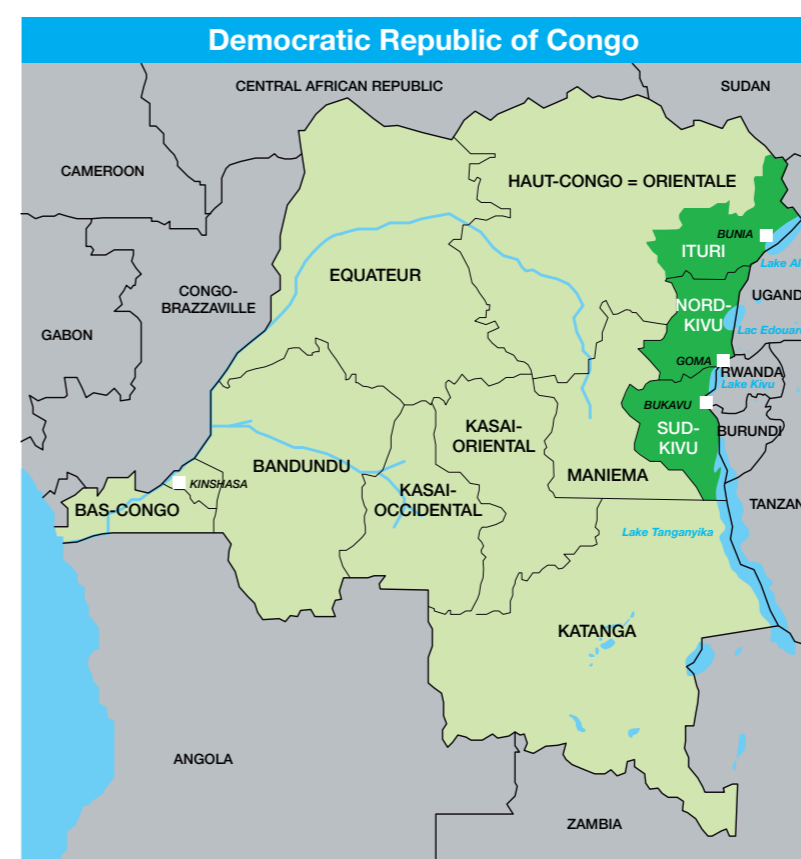 Democratic Republic of Congo
CENTRAL AFRICAN REPUBLIC
SUDAN
CAMEROON
HAUT-CONGO = ORIENTALE
BUNIA
ITURI
Lake Al
EQUATEUR
CONGO-
BRAZZAVILLE
UGAND
NORD-
KIVU
Lac Edouar
GABON
GOMA
RWANDA
Lake Kivu
BUKAVU
KASAI-
ORIENTAL
SUD-
KIVU
BURUNDI
BANDUNDU
MANIEMA
KINSHASA
KASAI-
OCCIDENTAL
BAS-CONGO
TANZAN
Lake Tanganyika
KATANGA
ANGOLA
ZAMBIA